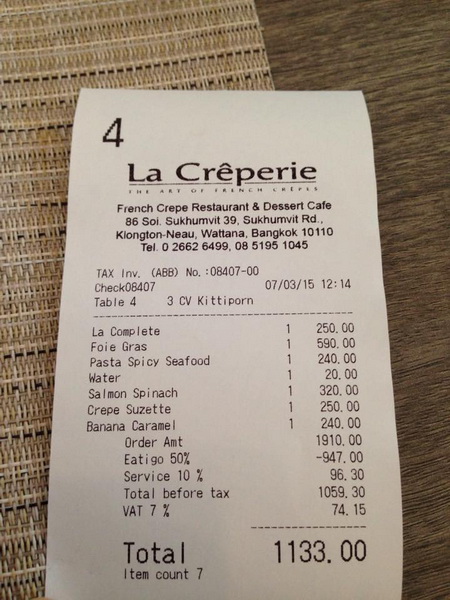 4
La Crêperie
THE ART OF FRENCH CRÊPES
French Crepe Restaurant & Dessert Cafe
86 Soi. Sukhumvit 39, Sukhumvit Rd.,
Klongton-Neau, Wattana, Bangkok 10110
Tel. 0 2662 6499, 08 5195 1045
TAX Inv. (ABB) No.:08407-00
Check08407 07/03/15 12:14
Table 4 3 CV Kittiporn
La Complete 1 250.00
Foie Gras 1 590.00
Pasta Spicy Seafood 1 240.00
Water 1 20.00
Salmon Spinach 1 320.00
Crepe Suzette 1 250.00
Banana Caramel 1 240.00
Order Amt 1910.00
Eatigo 50% -947.00
Service 10 % 96.30
Total before tax 1059.30
VAT 7 % 74.15
Total 1133.00
Item count 7